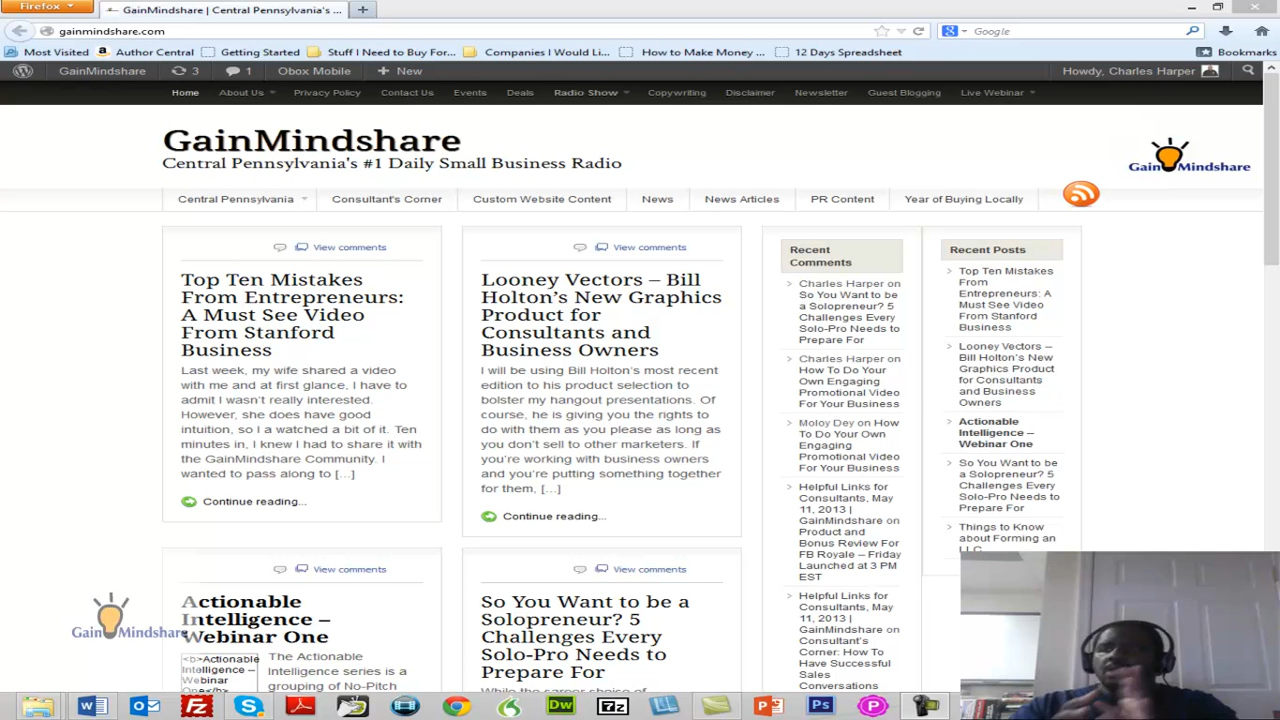 Firefox
GainMindshare | Central Pennsylvania's ...
gainmindshare.com
Google
Most Visited
Author Central
Getting Started
Stuff I Need to Buy For...
Companies I Would Li...
How to Make Money ...
12 Days Spreadsheet
Bookmarks
GainMindshare
3
1
Obox Mobile
New
Howdy, Charles Harper
Home
About Us
Privacy Policy
Contact Us
Events
Deals
Radio Show
Copywriting
Disclaimer
Newsletter
Guest Blogging
Live Webinar
GainMindshare
Central Pennsylvania's #1 Daily Small Business Radio
Gain Mindshare
Central Pennsylvania
Consultant's Corner
Custom Website Content
News
News Articles
PR Content
Year of Buying Locally
View comments
Top Ten Mistakes
From Entrepreneurs:
A Must See Video
From Stanford
Business
Last week, my wife shared a video
with me and at first glance, I have to
admit I wasn't really interested.
However, she does have good
intuition, so I a watched a bit of it. Ten
minutes in, I knew I had to share it with
the GainMindshare Community. I
wanted to pass along to [...]
Continue reading...
View comments
Looney Vectors – Bill
Holton's New Graphics
Product for
Consultants and
Business Owners
I will be using Bill Holton's most recent
edition to his product selection to
bolster my hangout presentations. Of
course, he is giving you the rights to
do with them as you please as long as
you don't sell to other marketers. If
you're working with business owners
and you're putting something together
for them, [...]
Continue reading...
Recent
Comments
Charles Harper on
So You Want to be
a Solopreneur? 5
Challenges Every
Solo-Pro Needs to
Prepare For
Charles Harper on
How To Do Your
Own Engaging
Promotional Video
For Your Business
Moloy Dey on How
To Do Your Own
Engaging
Promotional Video
For Your Business
Helpful Links for
Consultants, May
11, 2013 |
GainMindshare on
Product and
Bonus Review For
FB Royale – Friday
Launched at 3 PM
EST
Helpful Links for
Consultants, May
11, 2013 |
GainMindshare on
Consultant's
Corner: How To
Have Successful
Sales
Conversations
Recent Posts
Top Ten Mistakes
From
Entrepreneurs: A
Must See Video
From Stanford
Business
Looney Vectors –
Bill Holton's New
Graphics Product
for Consultants
and Business
Owners
Actionable
Intelligence –
Webinar One
So You Want to be
a Solopreneur? 5
Challenges Every
Solo-Pro Needs to
Prepare For
Things to Know
about Forming an
LLC
View comments
Actionable
Intelligence –
Webinar One
<b>Actionable
Intelligence –
Webinar
One</b>
The Actionable
Intelligence series is a
grouping of No-Pitch
View comments
So You Want to be a
Solopreneur? 5
Challenges Every
Solo-Pro Needs to
Prepare For
While the career choice of
Gain Mindshare
W
Fz
S
Dw
7z
P
Ps
P